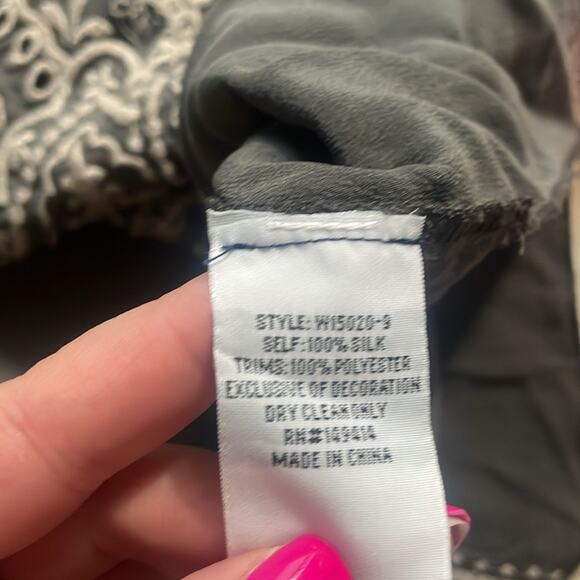 STYLE: W15020-9
SELF:100% SILK
TRIMS:100% POLYESTER
EXCLUSIVE OF DECORATION
DRY CLEAN ONLY
RN#149414
MADE IN CHINA